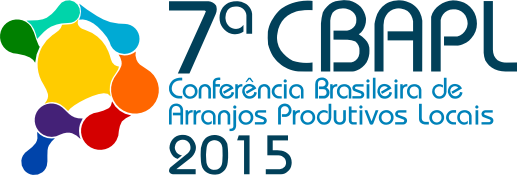 7ª CBAPL
Conferência Brasileira de
Arranjos Produtivos Locais
2015